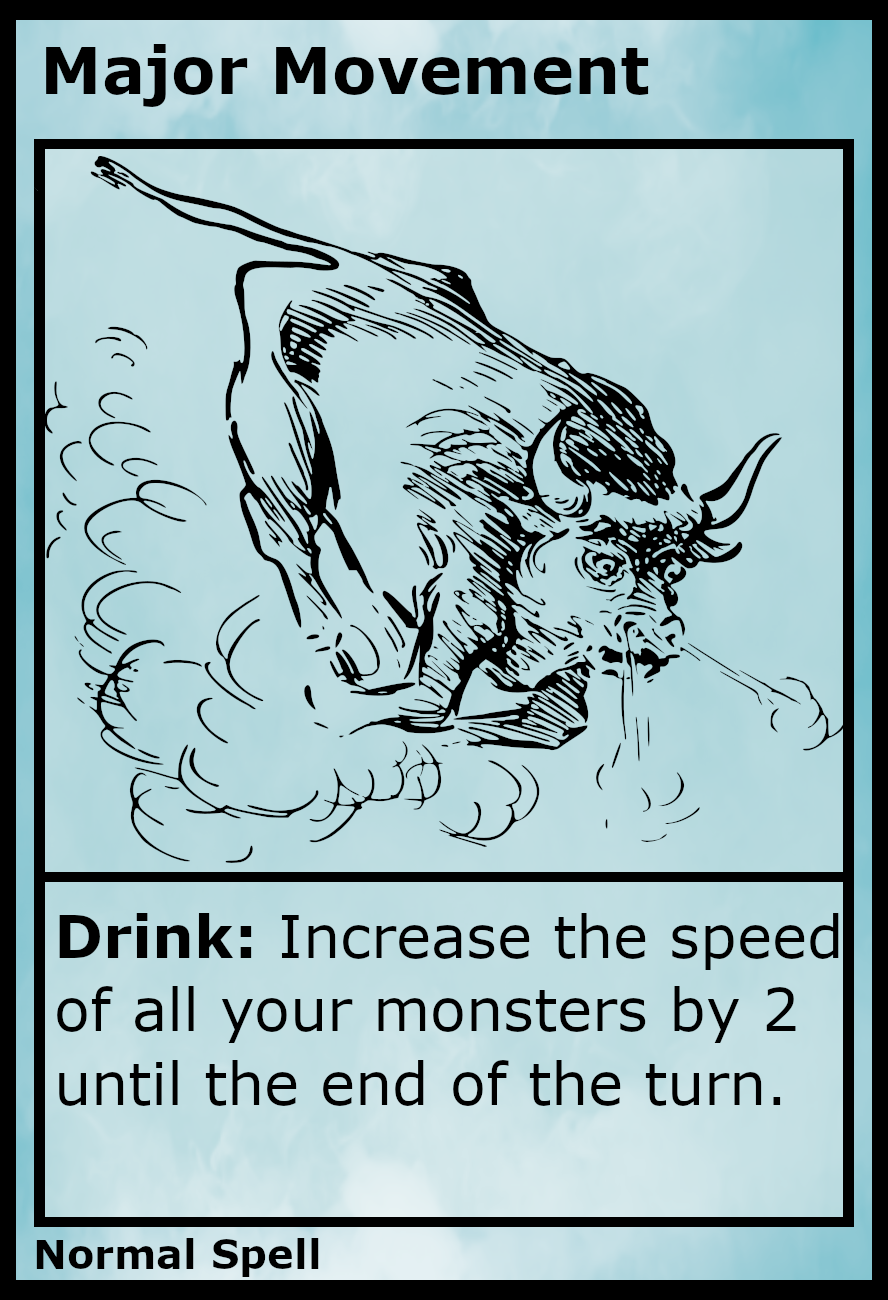 Major Movement
Drink: Increase the speed
of all your monsters by 2
until the end of the turn.
Normal Spell